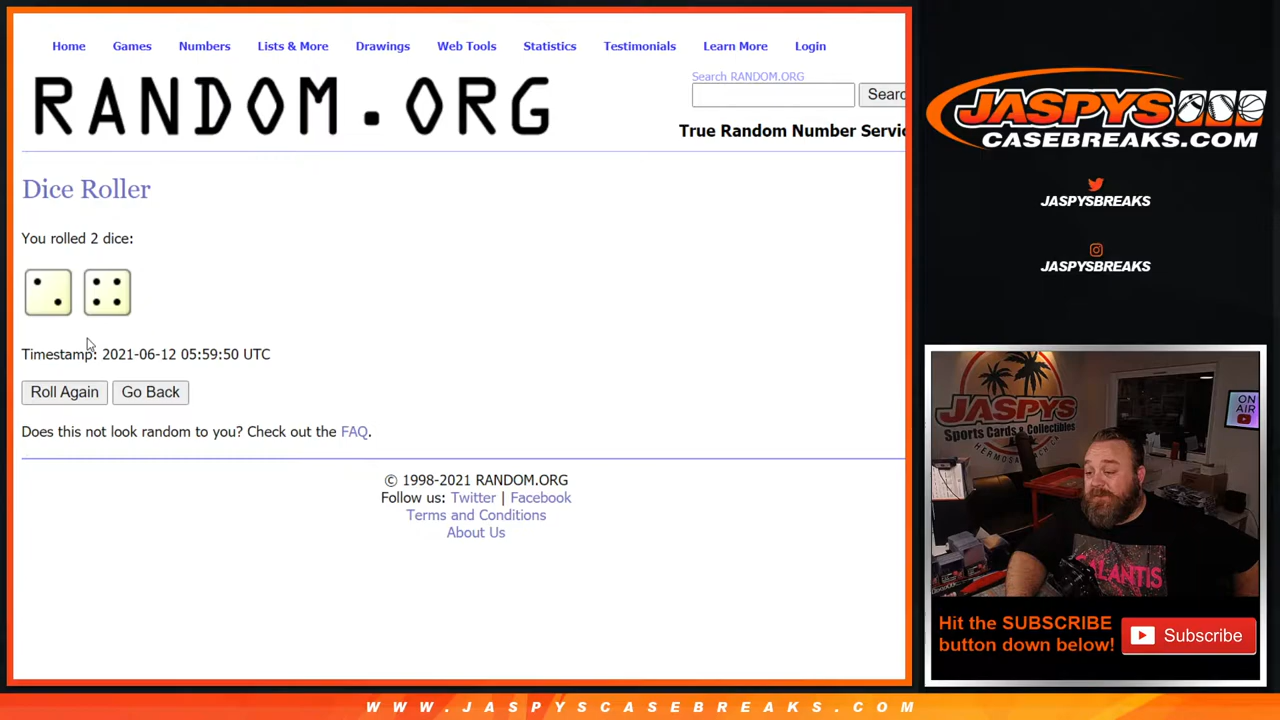 Home Games Numbers Lists & More Drawings Web Tools Statistics Testimonials Learn More Login
RANDOM.ORG
Search RANDOM.ORG
Searc
True Random Number Servic
Dice Roller
You rolled 2 dice:
Timestamp: 2021-06-12 05:59:50 UTC
Roll Again Go Back
Does this not look random to you? Check out the FAQ.
© 1998-2021 RANDOM.ORG
Follow us: Twitter | Facebook
Terms and Conditions
About Us
JASPYS
CASEBREAKS.COM
JASPYSBREAKS
JASPYSBREAKS
JASPYS
Sports Cards & Collectibles
ON
AIR
Hit the SUBSCRIBE
button down below!
Subscribe
WWW.JASPYSCASEBREAKS.COM